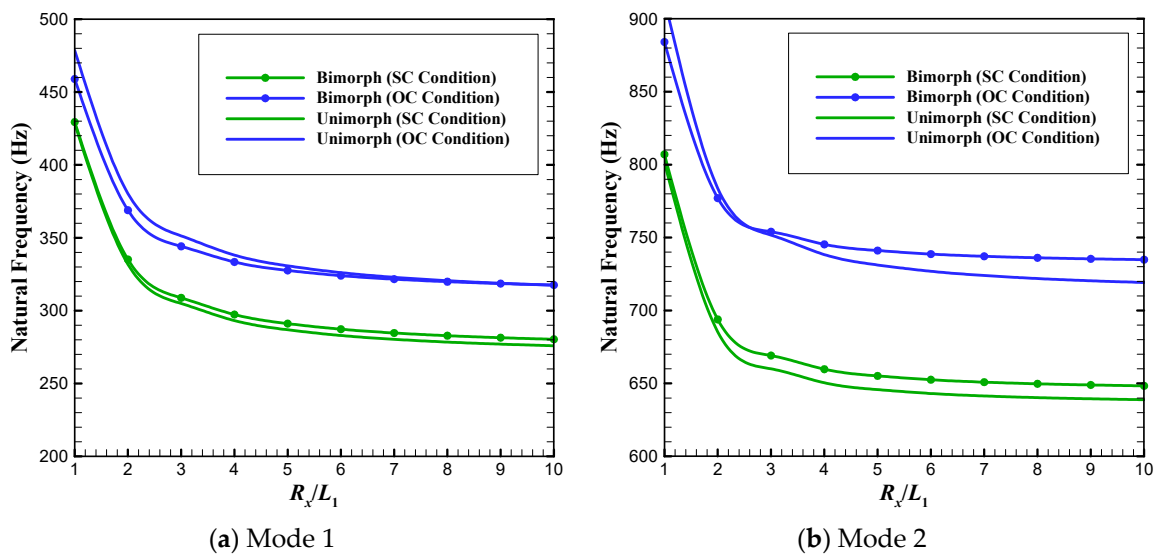 500
450
400
350
300
250
200
Natural Frequency (Hz)
Bimorph (SC Condition)
Bimorph (OC Condition)
Unimorph (SC Condition)
Unimorph (OC Condition)
1 2 3 4 5 6 7 8 9 10
Rₓ/L₁
(a) Mode 1
900
850
800
750
700
650
600
Natural Frequency (Hz)
Bimorph (SC Condition)
Bimorph (OC Condition)
Unimorph (SC Condition)
Unimorph (OC Condition)
1 2 3 4 5 6 7 8 9 10
Rₓ/L₁
(b) Mode 2